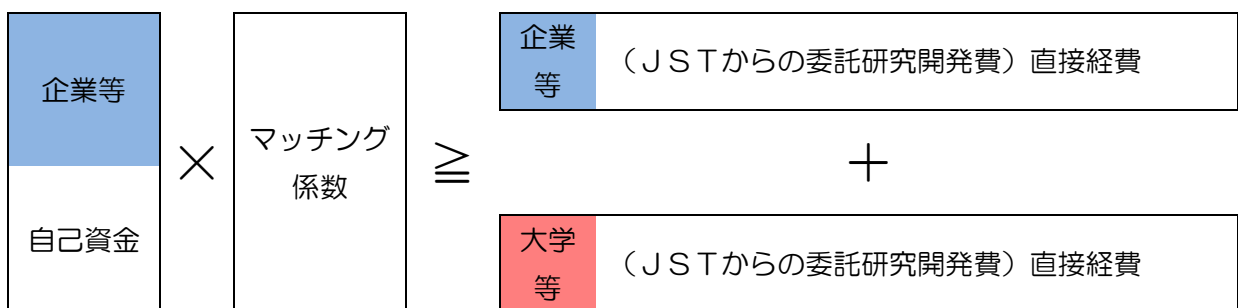 企業等
自己資金
×
マッチング
係数
≧
企業
等
(JSTからの委託研究開発費)直接経費
+
大学
等
(JSTからの委託研究開発費)直接経費